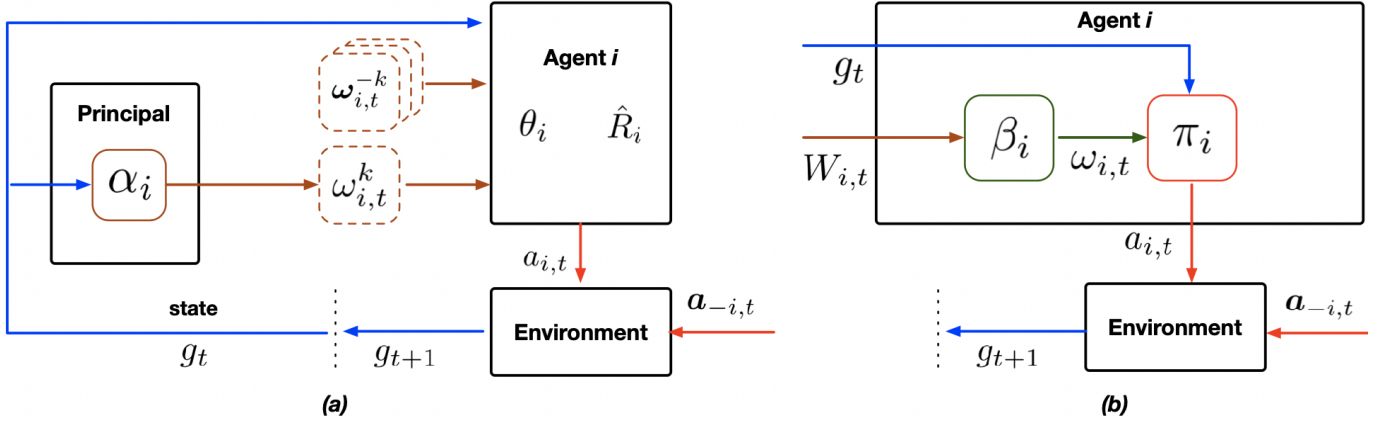 Principal
α_i
ω_{i,t}^{-k}
ω_{i,t}^{k}
Agent i
θ_i R̂_i
a_{i,t}
state
g_t
g_{t+1}
Environment
a_{-i,t}
(a)
Agent i
g_t
W_{i,t}
β_i
ω_{i,t}
π_i
a_{i,t}
g_{t+1}
Environment
a_{-i,t}
(b)